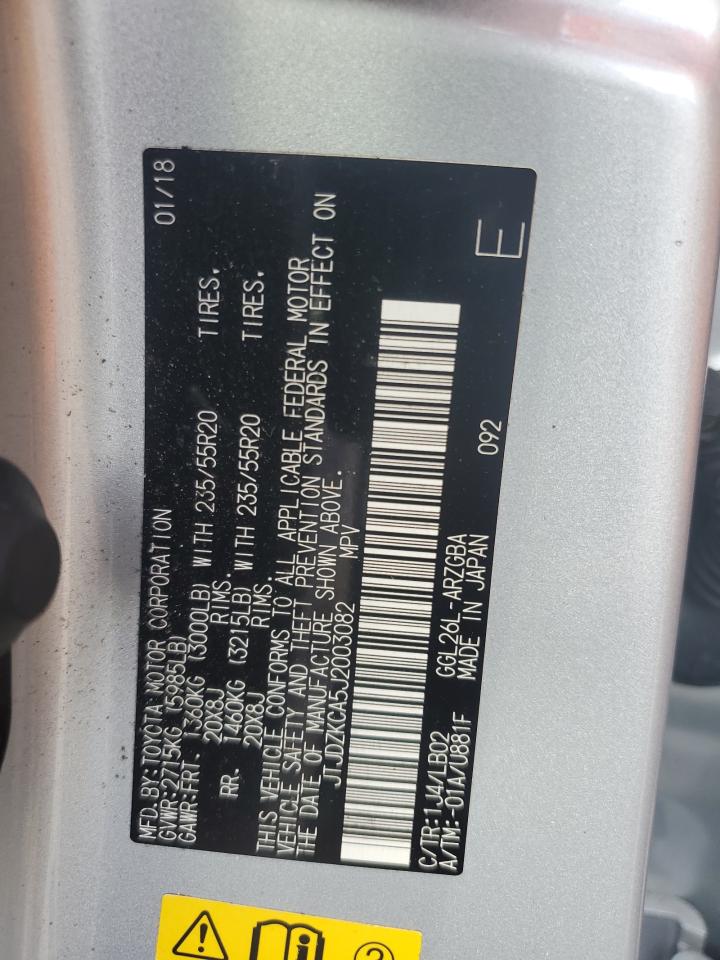 MFD.BY:TOYOTA MOTOR CORPORATION 01/18
GVWR:2715KG (5985LB)
GAWR:FRT 1360KG (3000LB) WITH 235/55R20 TIRES.
20X8J RIMS.
RR. 1460KG (3215LB) WITH 235/55R20 TIRES.
20X8J RIMS.
THIS VEHICLE CONFORMS TO ALL APPLICABLE FEDERAL MOTOR
VEHICLE SAFETY AND THEFT PREVENTION STANDARDS IN EFFECT ON
THE DATE OF MANUFACTURE SHOWN ABOVE.
JTJDZKCA5J2003082 MPV
C/TR:1J4/LB02 GGL26L-ARZGBA 092 E
A/TM:-01A/U881F MADE IN JAPAN
?